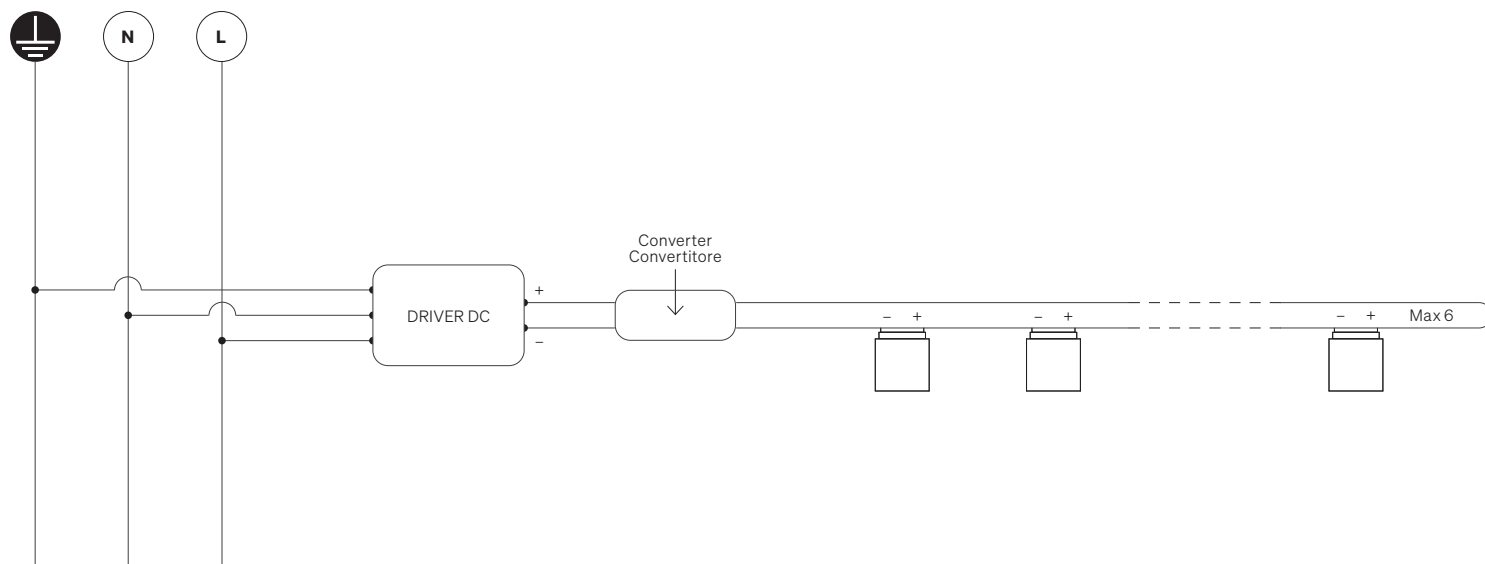 N
L
Converter
Convertitore
DRIVER DC
+
–
– +
– +
– +
Max 6